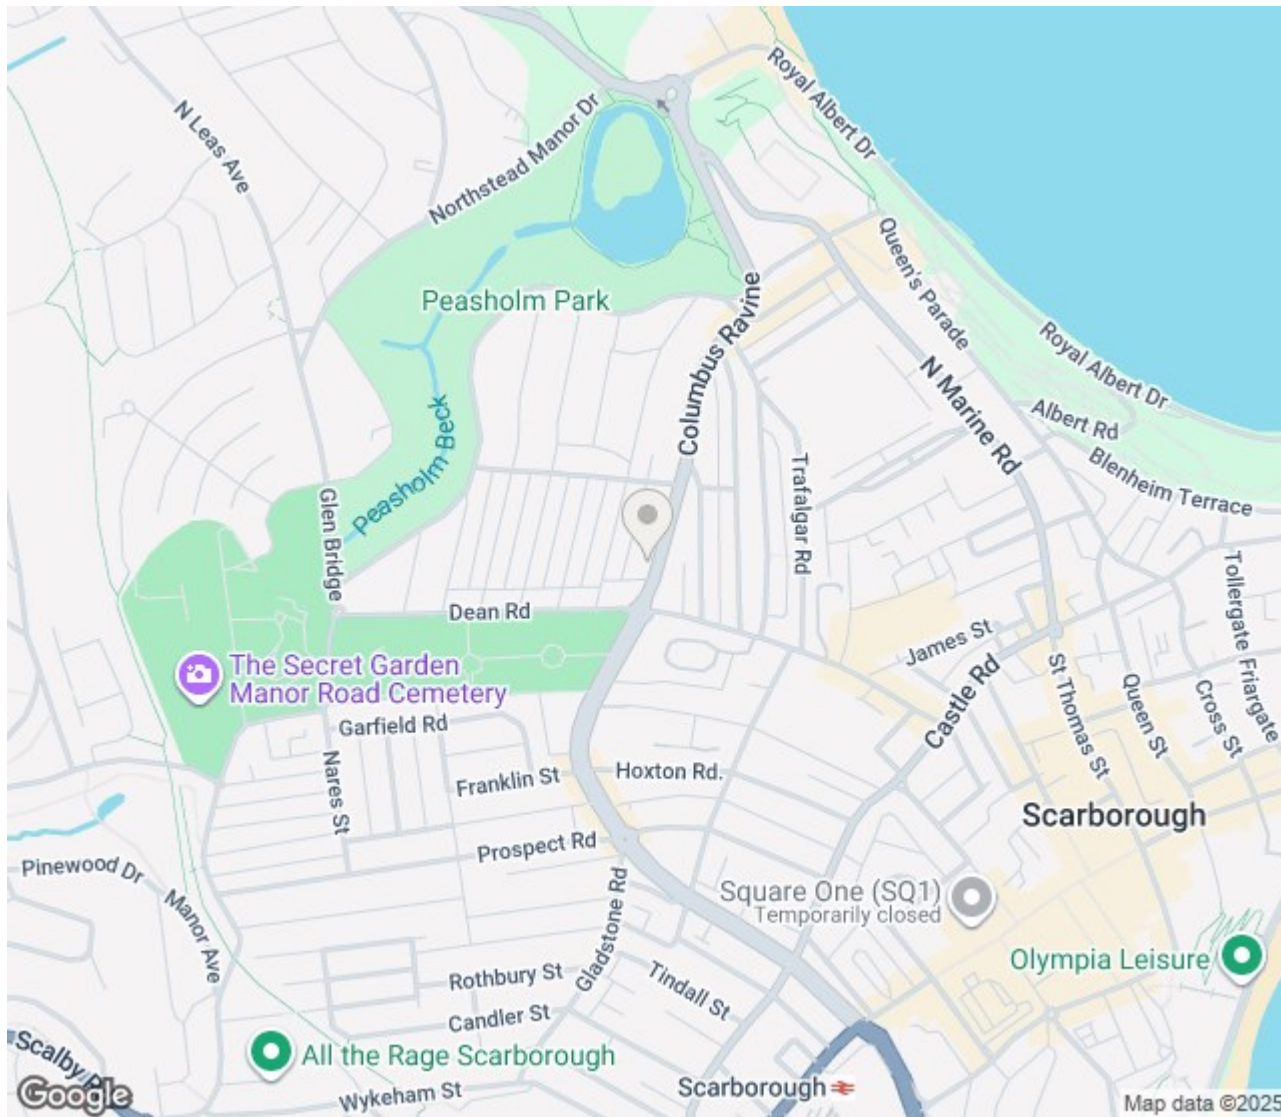 Royal Albert Dr
N Leas Ave
Northstead Manor Dr
Queen's Parade
Peasholm Park
Columbus Ravine
Royal Albert Dr
N Marine Rd
Albert Rd
Peasholm Beck
Blenheim Terrace
Trafalgar Rd
Glen Bridge
Tollergate
Friargate
Dean Rd
James St
The Secret Garden
Manor Road Cemetery
Castle Rd
St Thomas St
Queen St
Cross St
Garfield Rd
Nares St
Franklin St
Hoxton Rd.
Scarborough
Prospect Rd
Pinewood Dr
Manor Ave
Gladstone Rd
Square One (SQ1)
Temporarily closed
Olympia Leisure
Rothbury St
Tindall St
Candler St
Scalby
All the Rage Scarborough
Wykeham St
Scarborough
Google
Map data ©2025